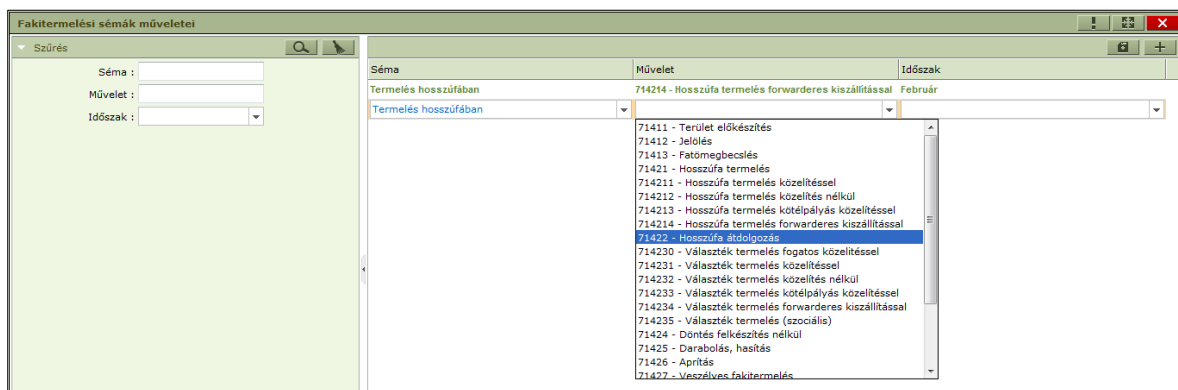 Fakitermelési sémák műveletei
Szűrés
Séma :
Művelet :
Időszak :
Séma Művelet Időszak
Termelés hosszúfában 714214 - Hosszúfa termelés forwarderes kiszállítással Február
Termelés hosszúfában
71411 - Terület előkészítés
71412 - Jelölés
71413 - Fatömegbecslés
71421 - Hosszúfa termelés
714211 - Hosszúfa termelés közelítéssel
714212 - Hosszúfa termelés közelítés nélkül
714213 - Hosszúfa termelés kötélpályás közelítéssel
714214 - Hosszúfa termelés forwarderes kiszállítással
71422 - Hosszúfa átdolgozás
714230 - Választék termelés fogatos közelítéssel
714231 - Választék termelés közelítéssel
714232 - Választék termelés közelítés nélkül
714233 - Választék termelés kötélpályás közelítéssel
714234 - Választék termelés forwarderes kiszállítással
714235 - Választék termelés (szociális)
71424 - Döntés felkészítés nélkül
71425 - Darabolás, hasítás
71426 - Aprítás
71427 - Veszélyes fakitermelés